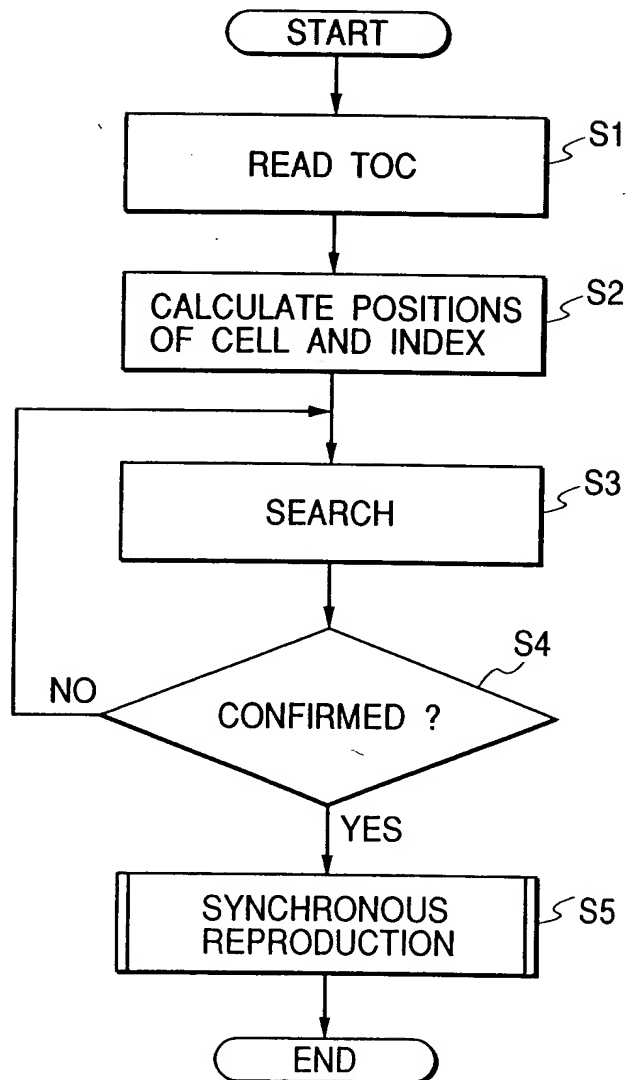 START
READ TOC
S1
CALCULATE POSITIONS
OF CELL AND INDEX
S2
SEARCH
S3
S4
NO
CONFIRMED ?
YES
SYNCHRONOUS
REPRODUCTION
S5
END